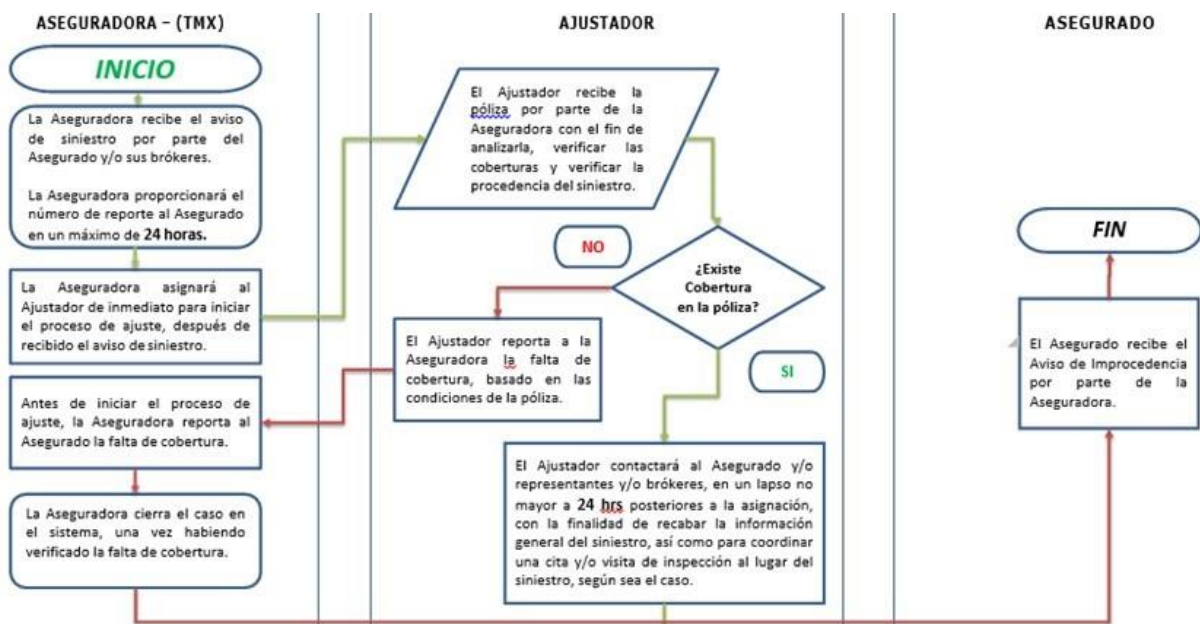 ASEGURADORA - (TMX)
INICIO
La Aseguradora recibe el aviso
de siniestro por parte del
Asegurado y/o sus brókeres.
La Aseguradora proporcionará el
número de reporte al Asegurado
en un máximo de 24 horas.
La Aseguradora asignará al
Ajustador de inmediato para iniciar
el proceso de ajuste, después de
recibido el aviso de siniestro.
Antes de iniciar el proceso de
ajuste, la Aseguradora reporta al
Asegurado la falta de cobertura.
La Aseguradora cierra el caso en
el sistema, una vez habiendo
verificado la falta de cobertura.
AJUSTADOR
El Ajustador recibe la
póliza por parte de la
Aseguradora con el fin de
analizarla, verificar las
coberturas y verificar la
procedencia del siniestro.
NO
¿Existe
Cobertura
en la póliza?
El Ajustador reporta a la
Aseguradora la falta de
cobertura, basado en las
condiciones de la póliza.
SI
El Ajustador contactará al Asegurado y/o
representantes y/o brókeres, en un lapso no
mayor a 24 hrs posteriores a la asignación,
con la finalidad de recabar la información
general del siniestro, así como para coordinar
una cita y/o visita de inspección al lugar del
siniestro, según sea el caso.
ASEGURADO
FIN
El Asegurado recibe el
Aviso de Improcedencia
por parte de la
Aseguradora.